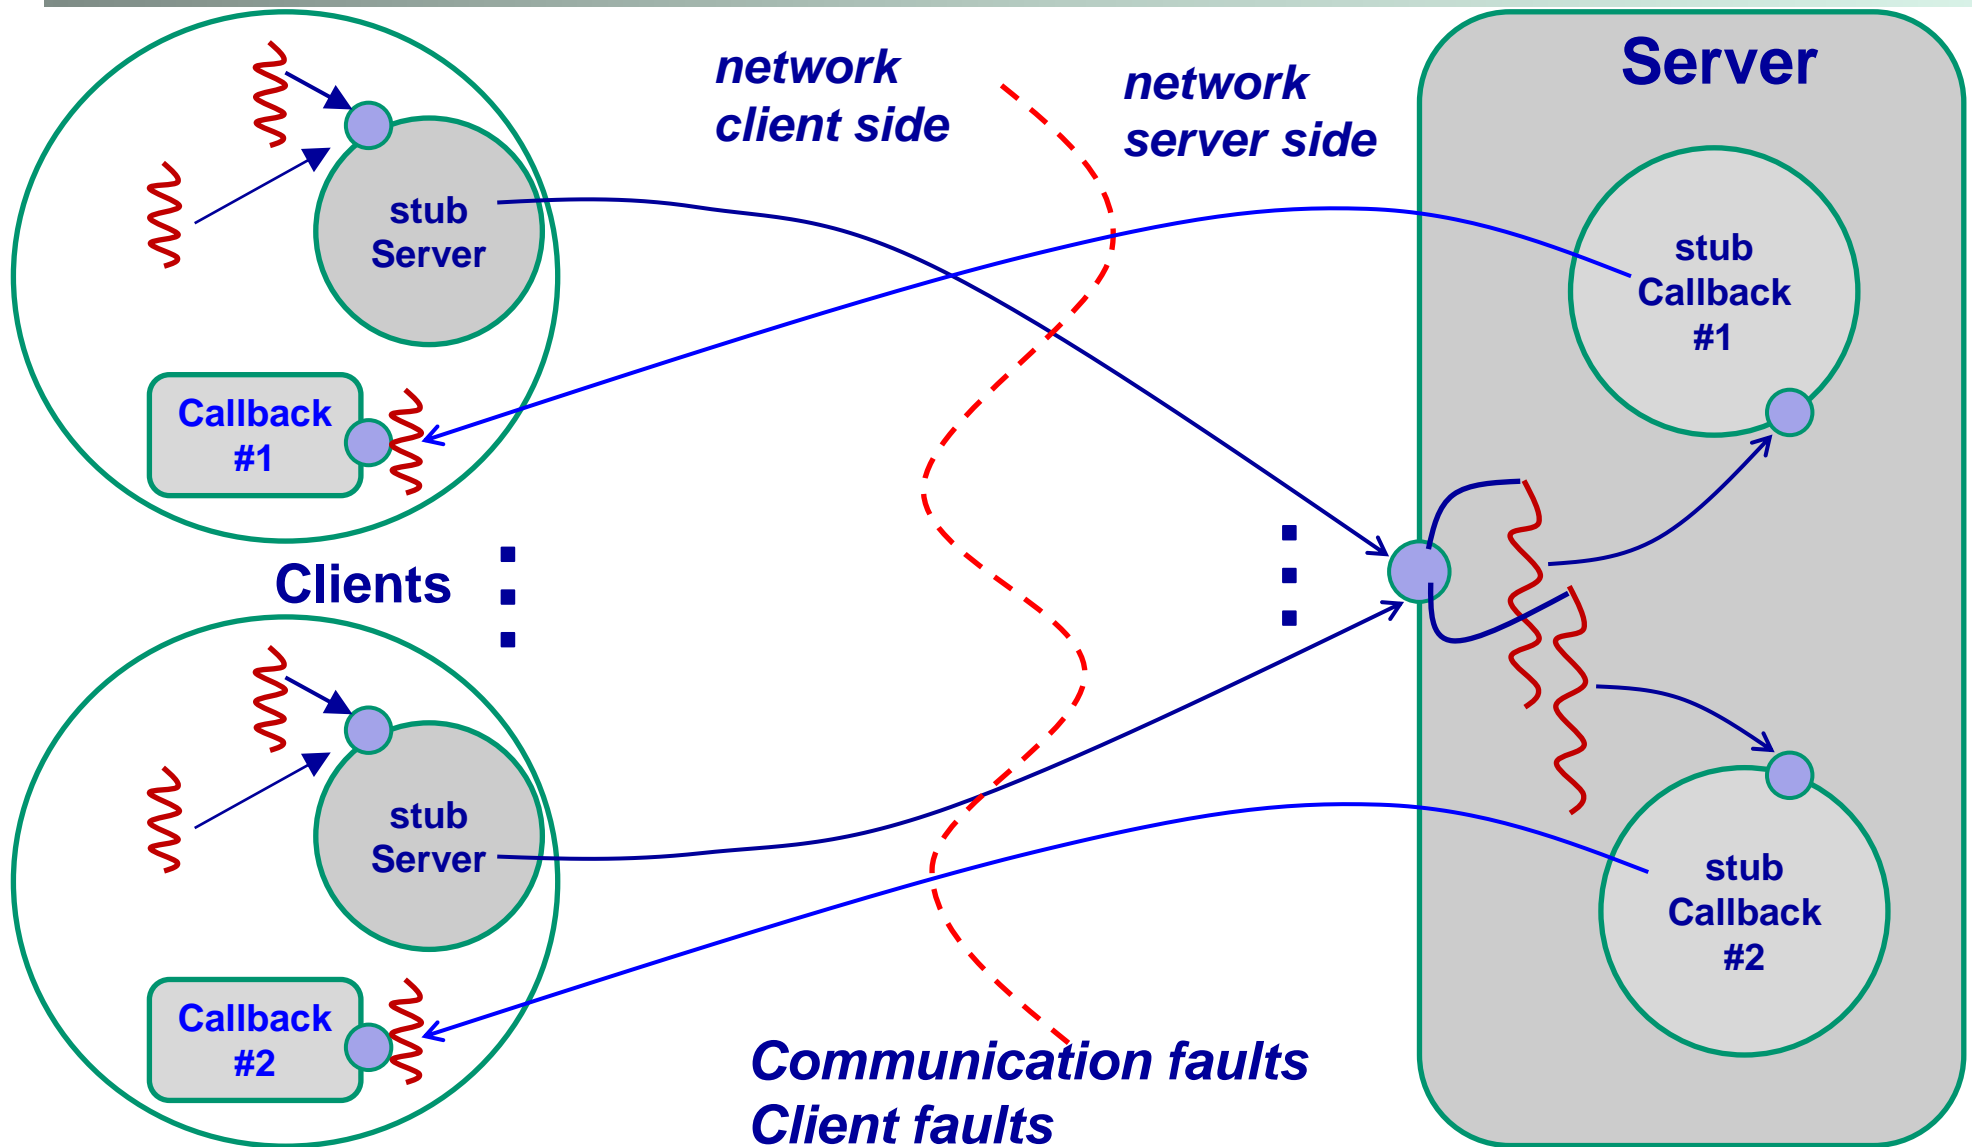 network
client side
network
server side
Server
stub
Server
stub
Callback
#1
Callback
#1
Clients
stub
Server
stub
Callback
#2
Callback
#2
Communication faults
Client faults